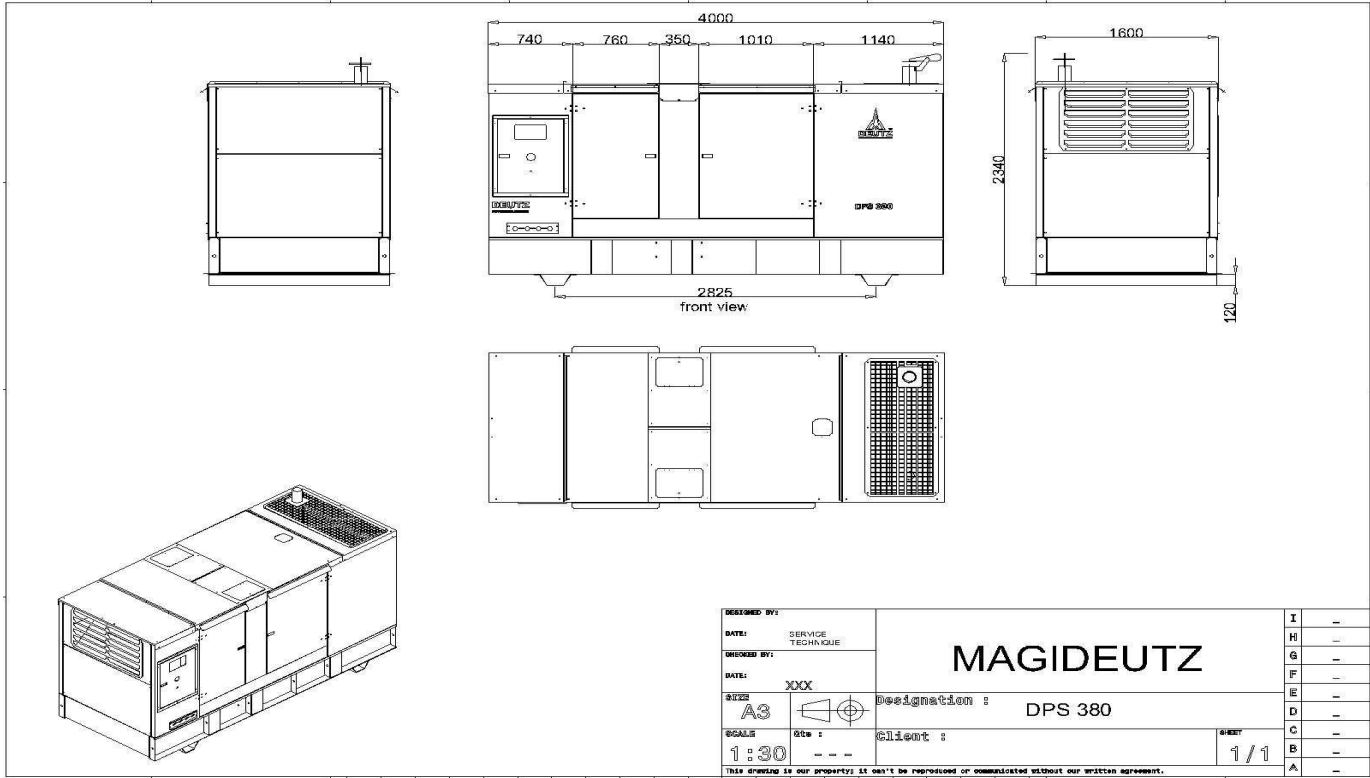 4000
740 760 350 1010 1140
1600
2340
120
DEUTZ
DEUTZ
DPS 380
2825
front view
DESIGNED BY:
DATE: SERVICE TECHNIQUE
CHECKED BY:
DATE: XXX
SIZE
A3
SCALE
1:30
Qte :
- - -
MAGIDEUTZ
Designation :
DPS 380
Client :
SHEET
1/1
I _
H _
G _
F _
E _
D _
C _
B _
A _
This drawing is our property; it can't be reproduced or communicated without our written agreement.